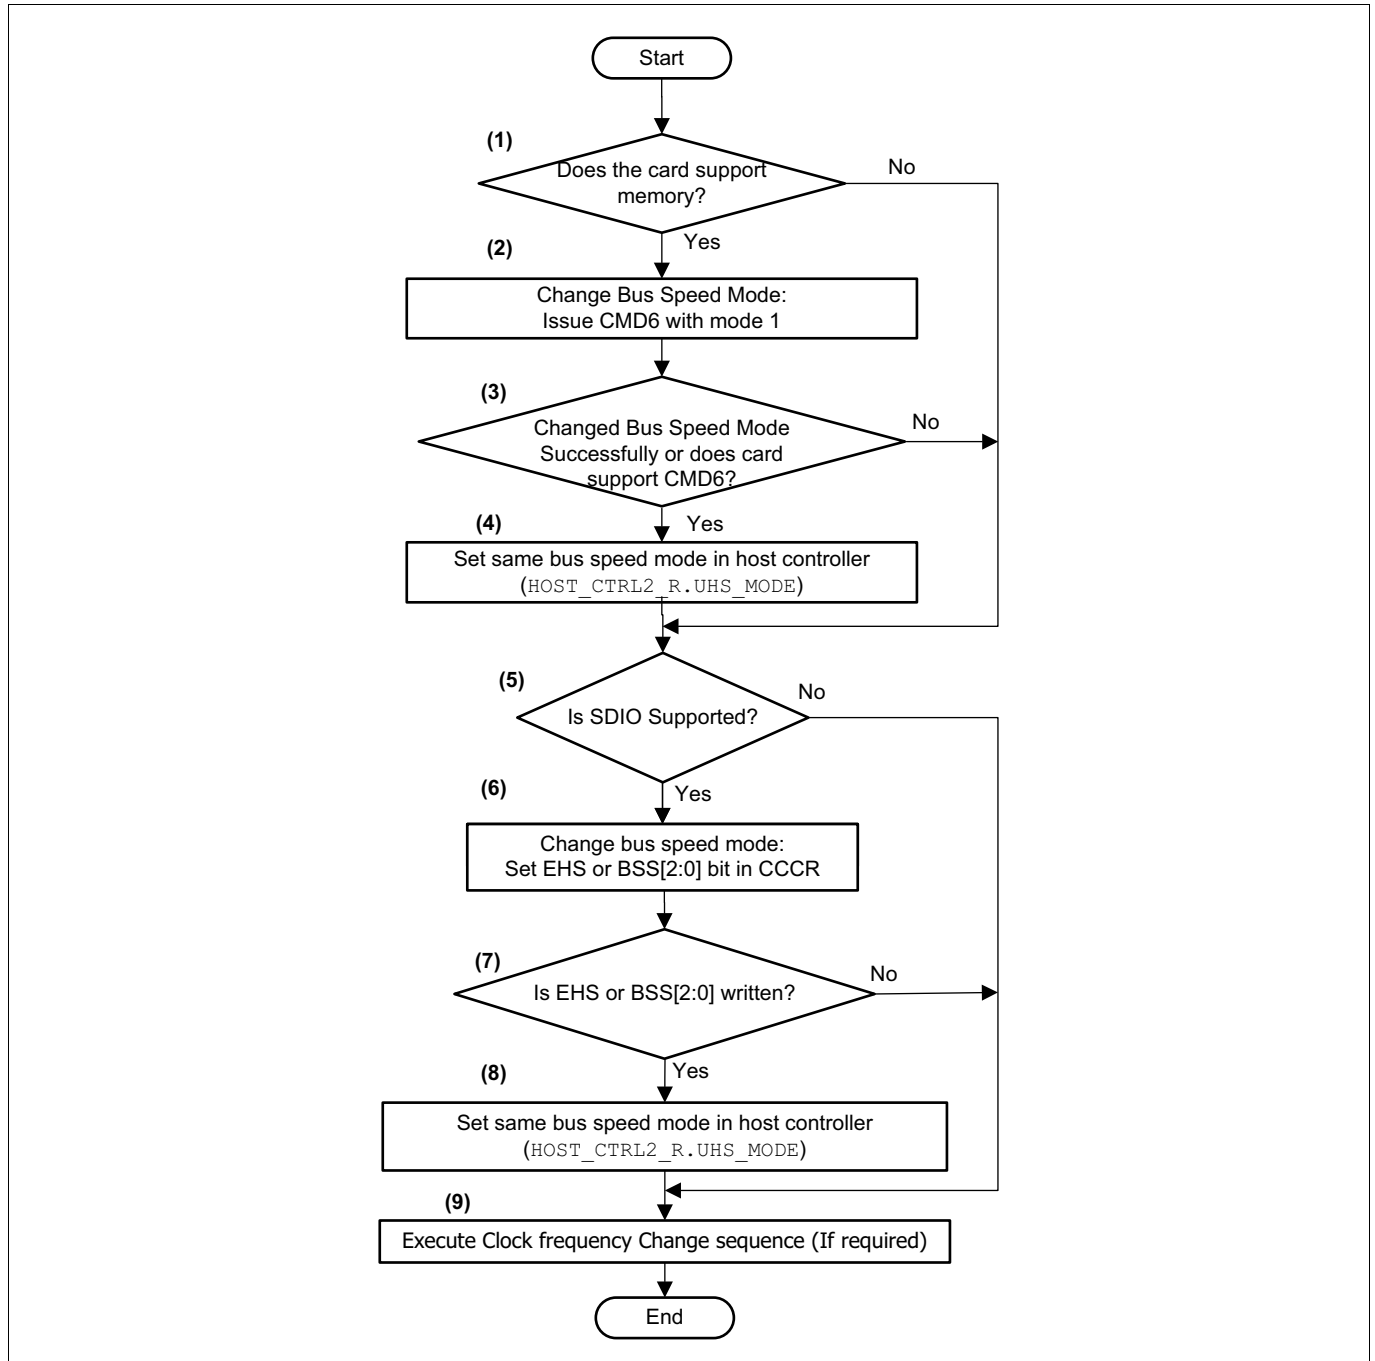 Start
(1)
Does the card support
memory?
No
Yes
(2)
Change Bus Speed Mode:
Issue CMD6 with mode 1
(3)
Changed Bus Speed Mode
Successfully or does card
support CMD6?
No
Yes
(4)
Set same bus speed mode in host controller
(HOST_CTRL2_R.UHS_MODE)
(5)
Is SDIO Supported?
No
Yes
(6)
Change bus speed mode:
Set EHS or BSS[2:0] bit in CCCR
(7)
Is EHS or BSS[2:0] written?
No
Yes
(8)
Set same bus speed mode in host controller
(HOST_CTRL2_R.UHS_MODE)
(9)
Execute Clock frequency Change sequence (If required)
End